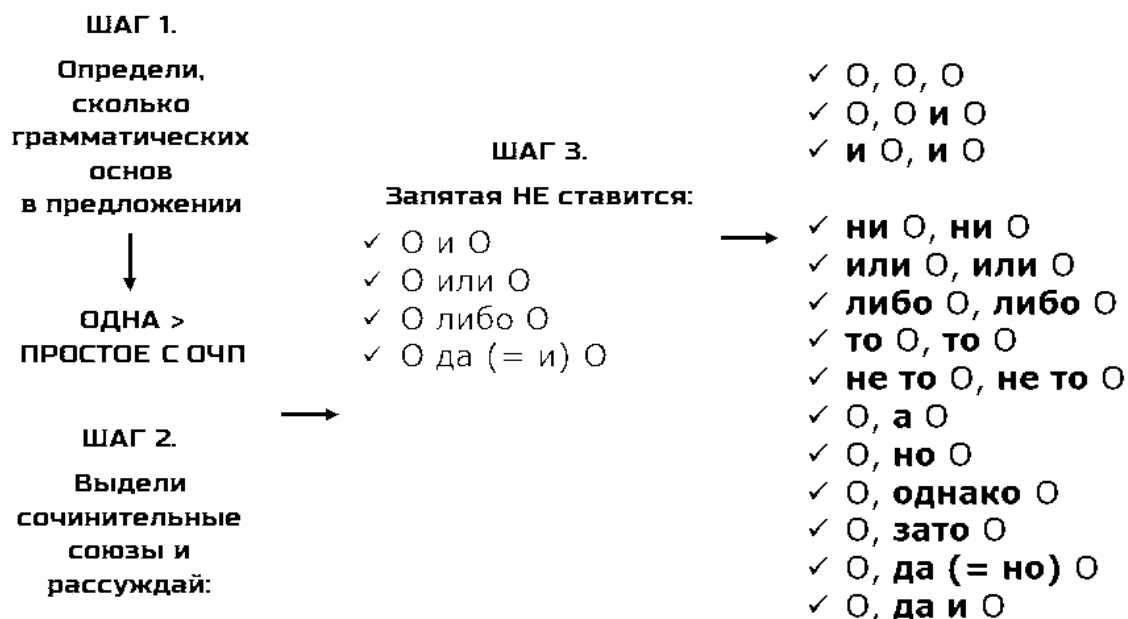 ШАГ 1.
Определи,
сколько
грамматических
основ
в предложении
ОДНА >
ПРОСТОЕ С ОЧП
ШАГ 2.
Выдели
сочинительные
союзы и
рассуждай:
ШАГ 3.
Запятая НЕ ставится:
✓ О и О
✓ О или О
✓ О либо О
✓ О да (= и) О
✓ О, О, О
✓ О, О и О
✓ и О, и О
✓ ни О, ни О
✓ или О, или О
✓ либо О, либо О
✓ то О, то О
✓ не то О, не то О
✓ О, а О
✓ О, но О
✓ О, однако О
✓ О, зато О
✓ О, да (= но) О
✓ О, да и О